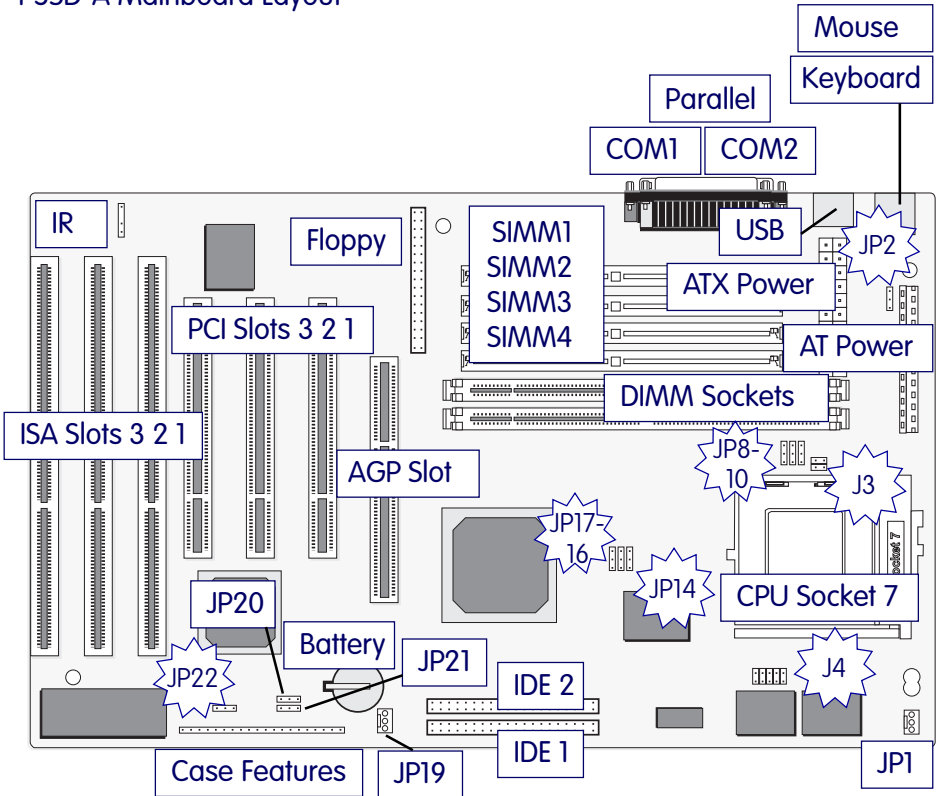 Mainboard Layout
Mouse
Keyboard
Parallel
COM1 COM2
IR
Floppy
SIMM1
SIMM2
SIMM3
SIMM4
USB
JP2
ATX Power
PCI Slots 3 2 1
AT Power
DIMM Sockets
ISA Slots 3 2 1
AGP Slot
JP8-
10
J3
JP17-
16
Socket 7
JP14
CPU Socket 7
JP20
Battery
JP21
JP22
J4
IDE 2
IDE 1
Case Features
JP19
JP1